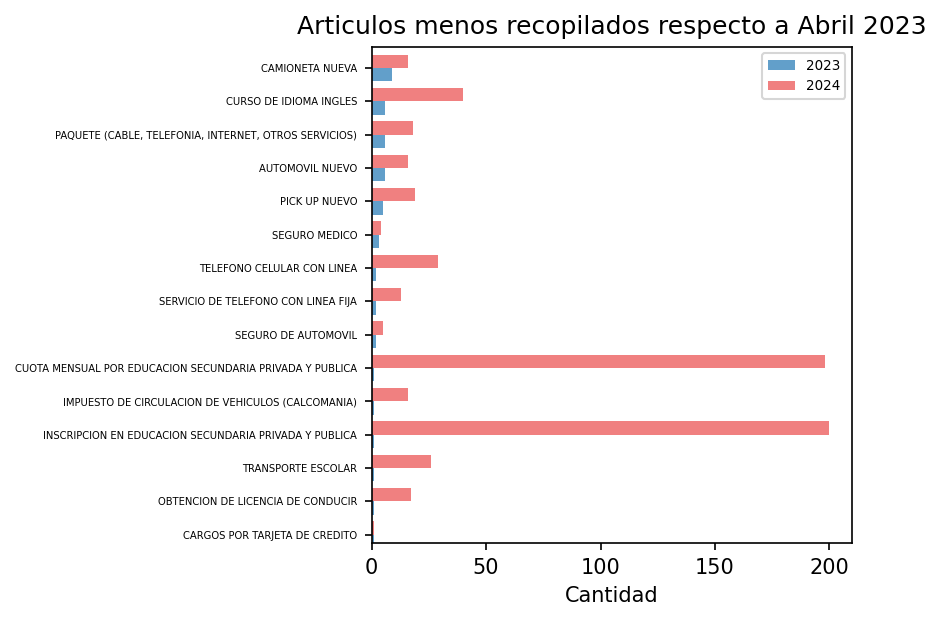 Articulos menos recopilados respecto a Abril 2023
2023
2024
CAMIONETA NUEVA
CURSO DE IDIOMA INGLES
PAQUETE (CABLE, TELEFONIA, INTERNET, OTROS SERVICIOS)
AUTOMOVIL NUEVO
PICK UP NUEVO
SEGURO MEDICO
TELEFONO CELULAR CON LINEA
SERVICIO DE TELEFONO CON LINEA FIJA
SEGURO DE AUTOMOVIL
CUOTA MENSUAL POR EDUCACION SECUNDARIA PRIVADA Y PUBLICA
IMPUESTO DE CIRCULACION DE VEHICULOS (CALCOMANIA)
INSCRIPCION EN EDUCACION SECUNDARIA PRIVADA Y PUBLICA
TRANSPORTE ESCOLAR
OBTENCION DE LICENCIA DE CONDUCIR
CARGOS POR TARJETA DE CREDITO
0 50 100 150 200
Cantidad